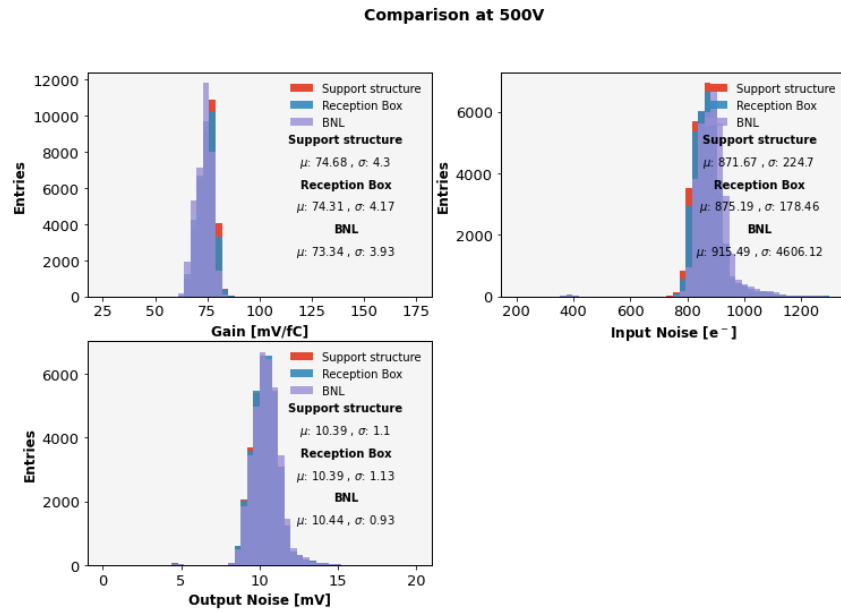 Comparison at 500V
12000
10000
8000
6000
4000
2000
0
Entries
Support structure
Reception Box
BNL
Support structure
μ: 74.68 , σ: 4.3
Reception Box
μ: 74.31 , σ: 4.17
BNL
μ: 73.34 , σ: 3.93
25 50 75 100 125 150 175
Gain [mV/fC]
6000
4000
2000
0
Entries
Support structure
Reception Box
BNL
Support structure
μ: 871.67 , σ: 224.7
Reception Box
μ: 875.19 , σ: 178.46
BNL
μ: 915.49 , σ: 4606.12
200 400 600 800 1000 1200
Input Noise [e⁻]
6000
4000
2000
0
Entries
Support structure
Reception Box
BNL
Support structure
μ: 10.39 , σ: 1.1
Reception Box
μ: 10.39 , σ: 1.13
BNL
μ: 10.44 , σ: 0.93
0 5 10 15 20
Output Noise [mV]